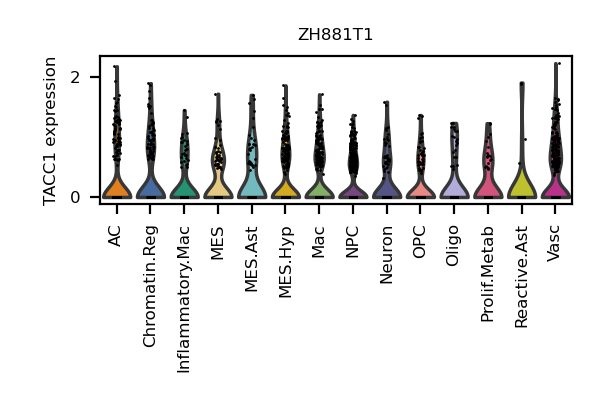 ZH881T1
TACC1 expression
2
0
AC
Chromatin.Reg
Inflammatory.Mac
MES
MES.Ast
MES.Hyp
Mac
NPC
Neuron
OPC
Oligo
Prolif.Metab
Reactive.Ast
Vasc